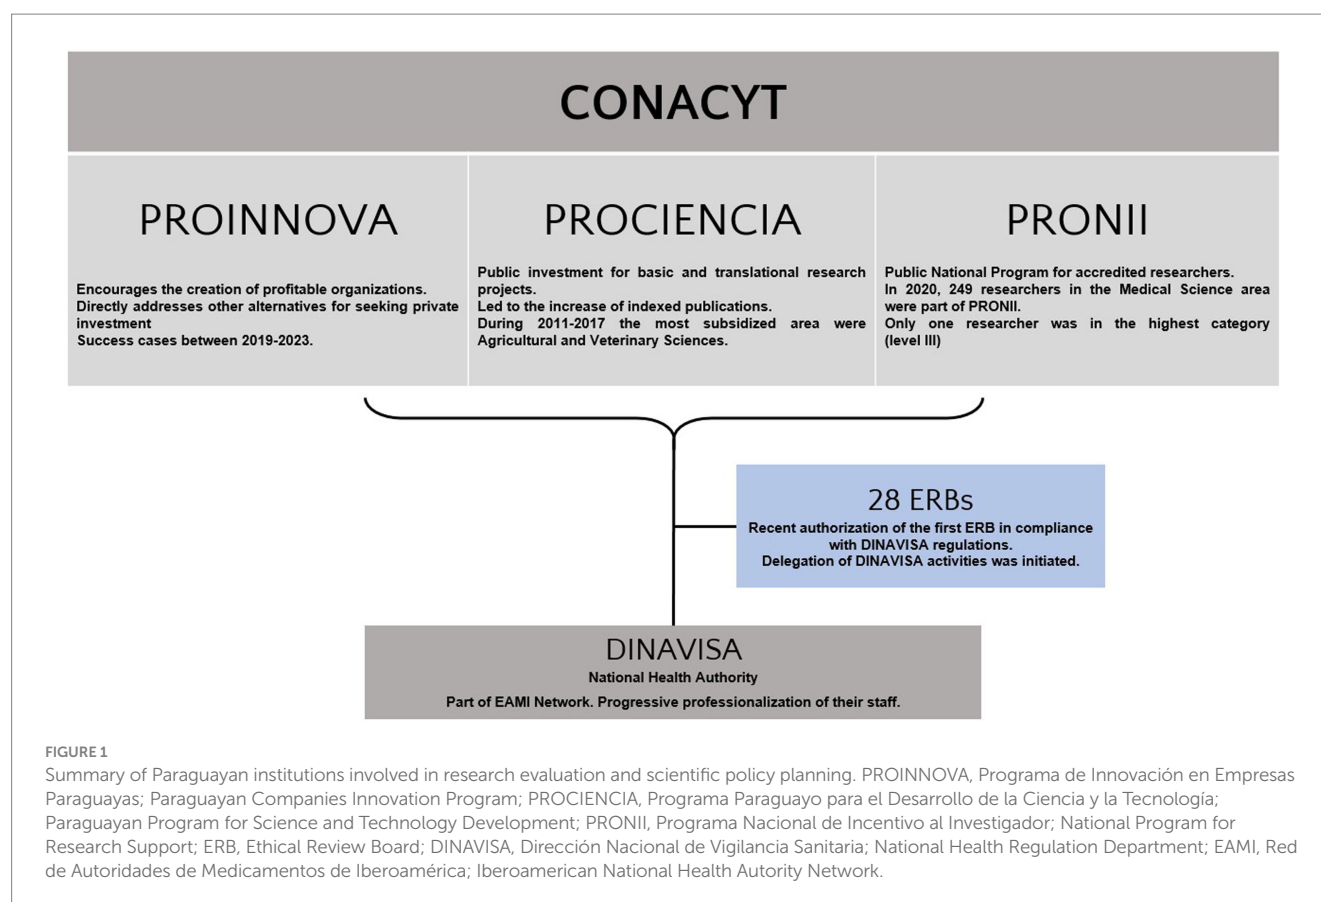 CONACYT
PROINNOVA
Encourages the creation of profitable organizations.
Directly addresses other alternatives for seeking private
investment
Success cases between 2019-2023.
PROCIENCIA
Public investment for basic and translational research
projects.
Led to the increase of indexed publications.
During 2011-2017 the most subsidized area were
Agricultural and Veterinary Sciences.
PRONII
Public National Program for accredited researchers.
In 2020, 249 researchers in the Medical Science area
were part of PRONII.
Only one researcher was in the highest category
(level III)
28 ERBs
Recent authorization of the first ERB in compliance
with DINAVISA regulations.
Delegation of DINAVISA activities was initiated.
DINAVISA
National Health Authority
Part of EAMI Network. Progressive professionalization of their staff.
FIGURE 1
Summary of Paraguayan institutions involved in research evaluation and scientific policy planning. PROINNOVA, Programa de Innovación en Empresas
Paraguayas; Paraguayan Companies Innovation Program; PROCIENCIA, Programa Paraguayo para el Desarrollo de la Ciencia y la Tecnología;
Paraguayan Program for Science and Technology Development; PRONII, Programa Nacional de Incentivo al Investigador; National Program for
Research Support; ERB, Ethical Review Board; DINAVISA, Dirección Nacional de Vigilancia Sanitaria; National Health Regulation Department; EAMI, Red
de Autoridades de Medicamentos de Iberoamérica; Iberoamerican National Health Autority Network.